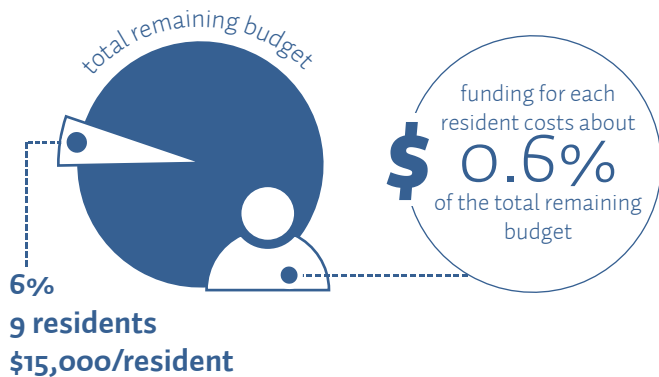 total remaining budget
funding for each
resident costs about
$ 0.6%
of the total remaining
budget
6%
9 residents
$15,000/resident